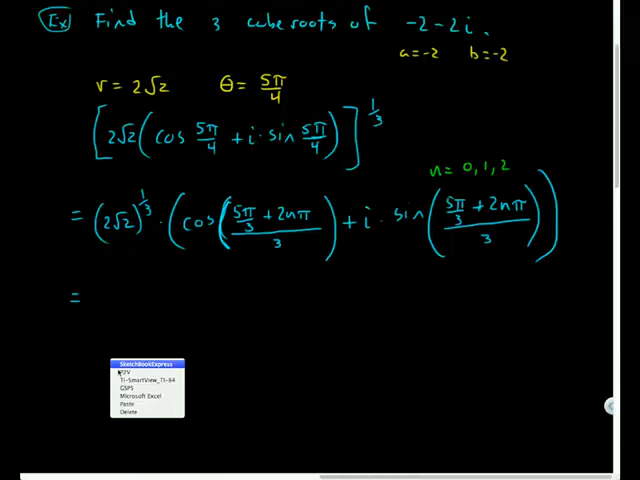 Ex Find the 3 cube roots of -2-2i.
a=-2 b=-2
r=2√2 θ=5π/4
[2√2(cos 5π/4 + i·sin 5π/4)]^1/3
n=0,1,2
=(2√2)^1/3·(cos((5π/3+2nπ)/3)+i·sin((5π/3+2nπ)/3))
=
SketchBookExpress
TI-SmartView_TI-84
GSP5
Microsoft Excel
Paste
Delete